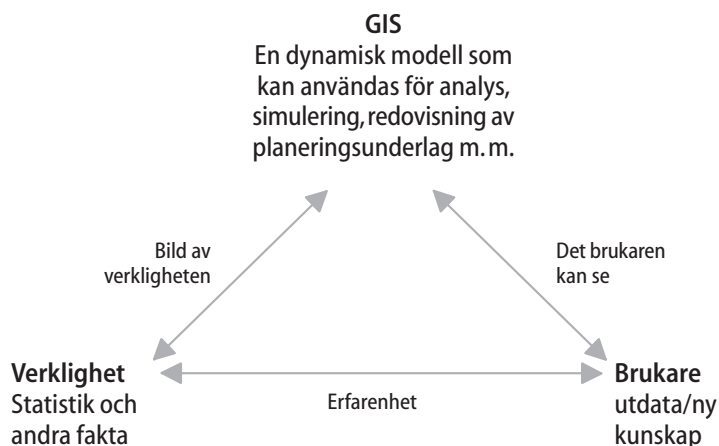 GIS
En dynamisk modell som
kan användas för analys,
simulering, redovisning av
planeringsunderlag m. m.
Bild av
verkligheten
Det brukaren
kan se
Verklighet
Statistik och
andra fakta
Erfarenhet
Brukare
utdata/ny
kunskap